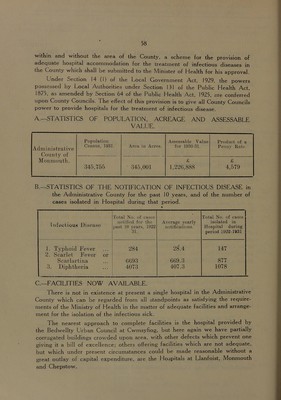 58
within and without the area of the County, a scheme for the provision of
adequate hospital accommodation for the treatment of infectious diseases in
the County which shall be submitted to the Minister of Health for his approval.
Under Section 14 (1) of the Local Government Act, 1929, the powers
possessed by Local Authorities under Section 131 of the Public Health Act,
1875, as amended by Section 64 of the Public Health Act, 1925, are conferred
upon County Councils. The effect of this provision is to give all County Councils
power to provide hospitals for the treatment of infectious disease.
A.—STATISTICS OF POPULATION, ACREAGE AND ASSESSABLE
VALUE.
Administrative County of Monmouth.
Population Census, 1931
345,755
Area in Acres.
345,001
Assessable Value for 1930-31
£
1,220,888
Product of a Penny Rate.
£
4,579
B.—STATISTICS OF THE NOTIFICATION OF INFECTIOUS DISEASE in
the Administrative County for the past 10 years, and of the number of
cases isolated in Hospital during that period.
Infectious Disease
Total No. of cases notified for the past 10 years, 1922-31.
Average yearly notifications.
Total No. of cases isolated in Hospital during period 1922-1931
1. Typhoid Fever ... 284 28.4 147
2. Scarlet Fever or
Scarlatina ... 6693 669.3 877
3. Diphtheria ... 4073 407.3 1078
C.—FACILITIES NOW AVAILABLE.
There is not in existence at present a single hospital in the Administrative
County which can be regarded from all standpoints as satisfying the require-
ments of the Ministry of Health in the matter of adequate facilities and arrange-
ment for the isolation of the infectious sick.
The nearest approach to complete facilities is the hospital provided by
the Bedwellty Urban Council at Cwmsyfiog, but here again we have partially
corrugated buildings crowded upon area, with other defects which prevent one
giving it a bill of excellence; others offering facilities which are not adequate,
but which under present circumstances could be made reasonable without a
great outlay of capital expenditure, are the Hospitals at Llanfoist, Monmouth
and Chepstow.